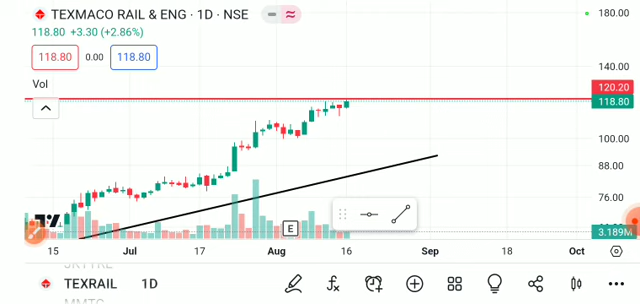 TEXMACO RAIL & ENG · 1D · NSE
118.80 +3.30 (+2.86%)
118.80 0.00 118.80
Vol
180.00
140.00
120.20
118.80
100.00
88.00
76.00
3.189M
E
15 Jul 17 Aug 16 Sep 18 Oct
TEXRAIL 1D